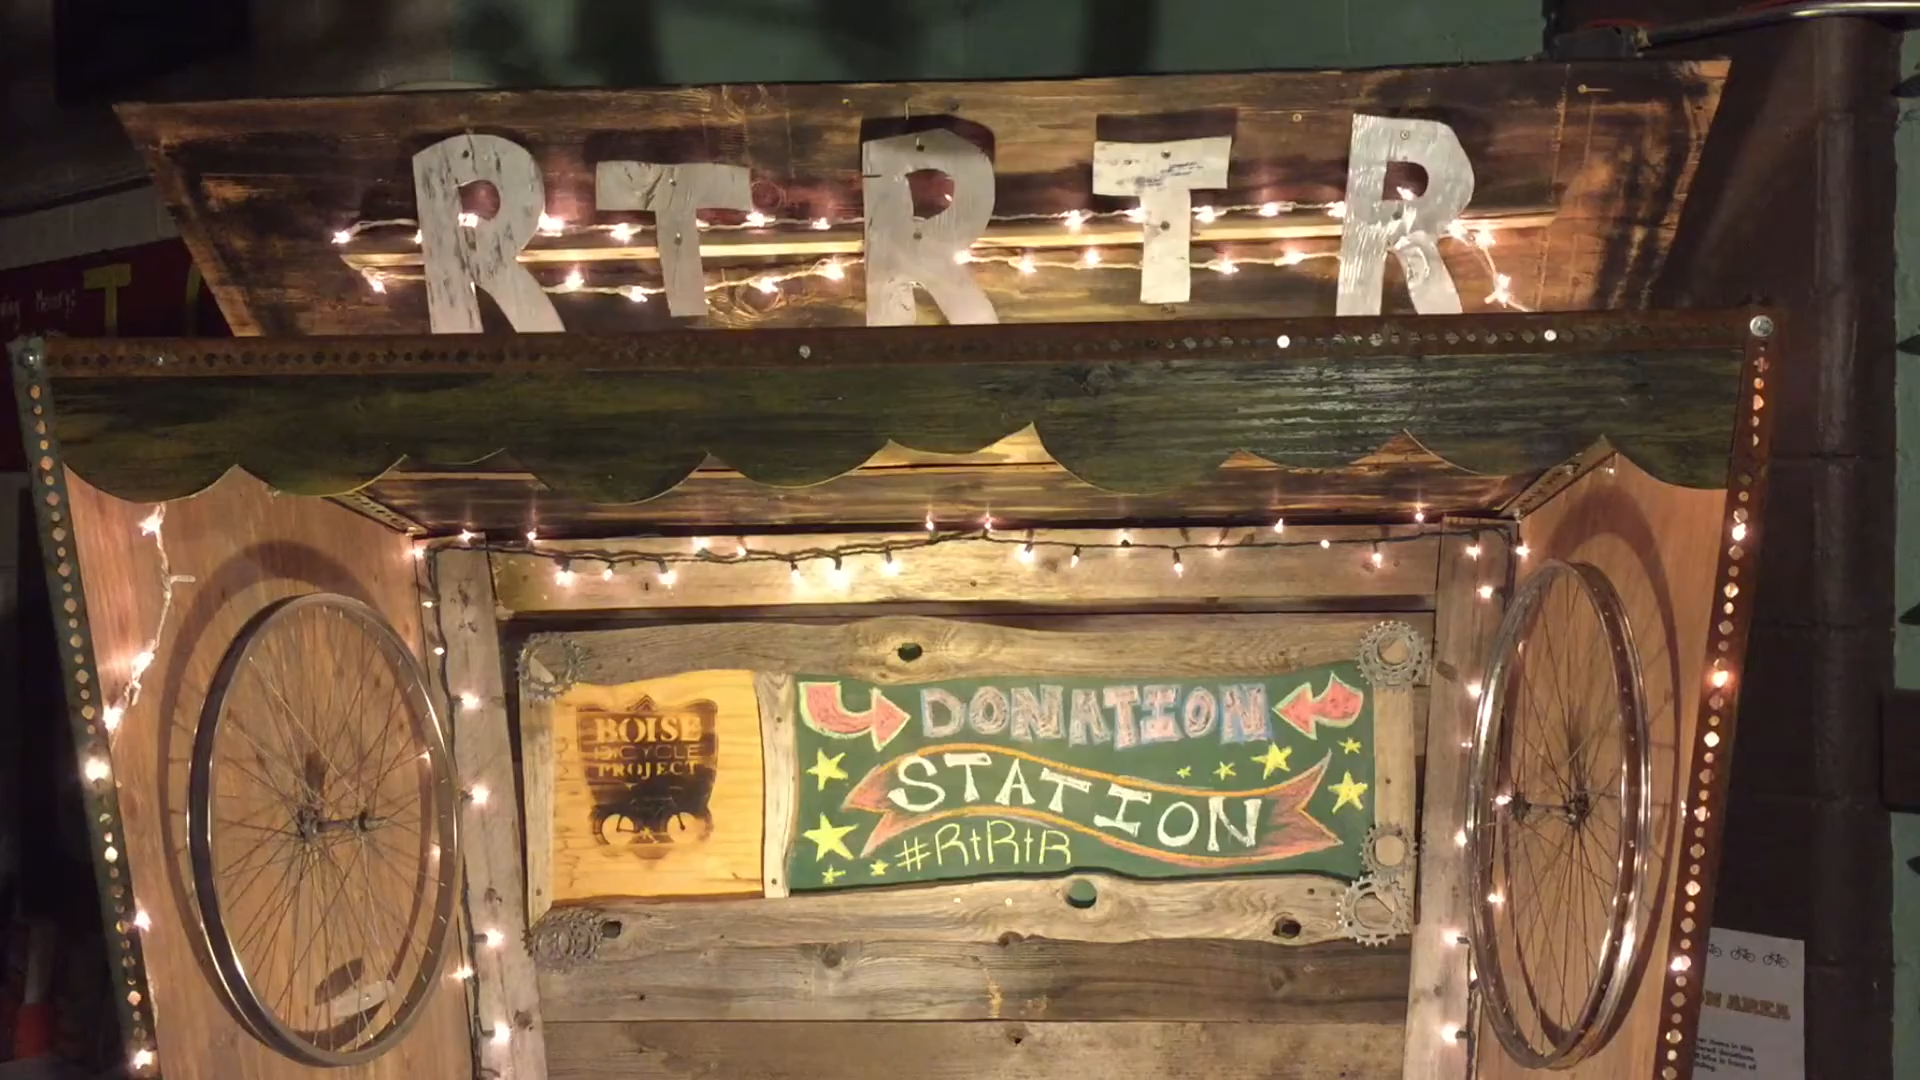 RTRTR
BOISE
BICYCLE
PROJECT
DONATION
STATION
#RtRtR